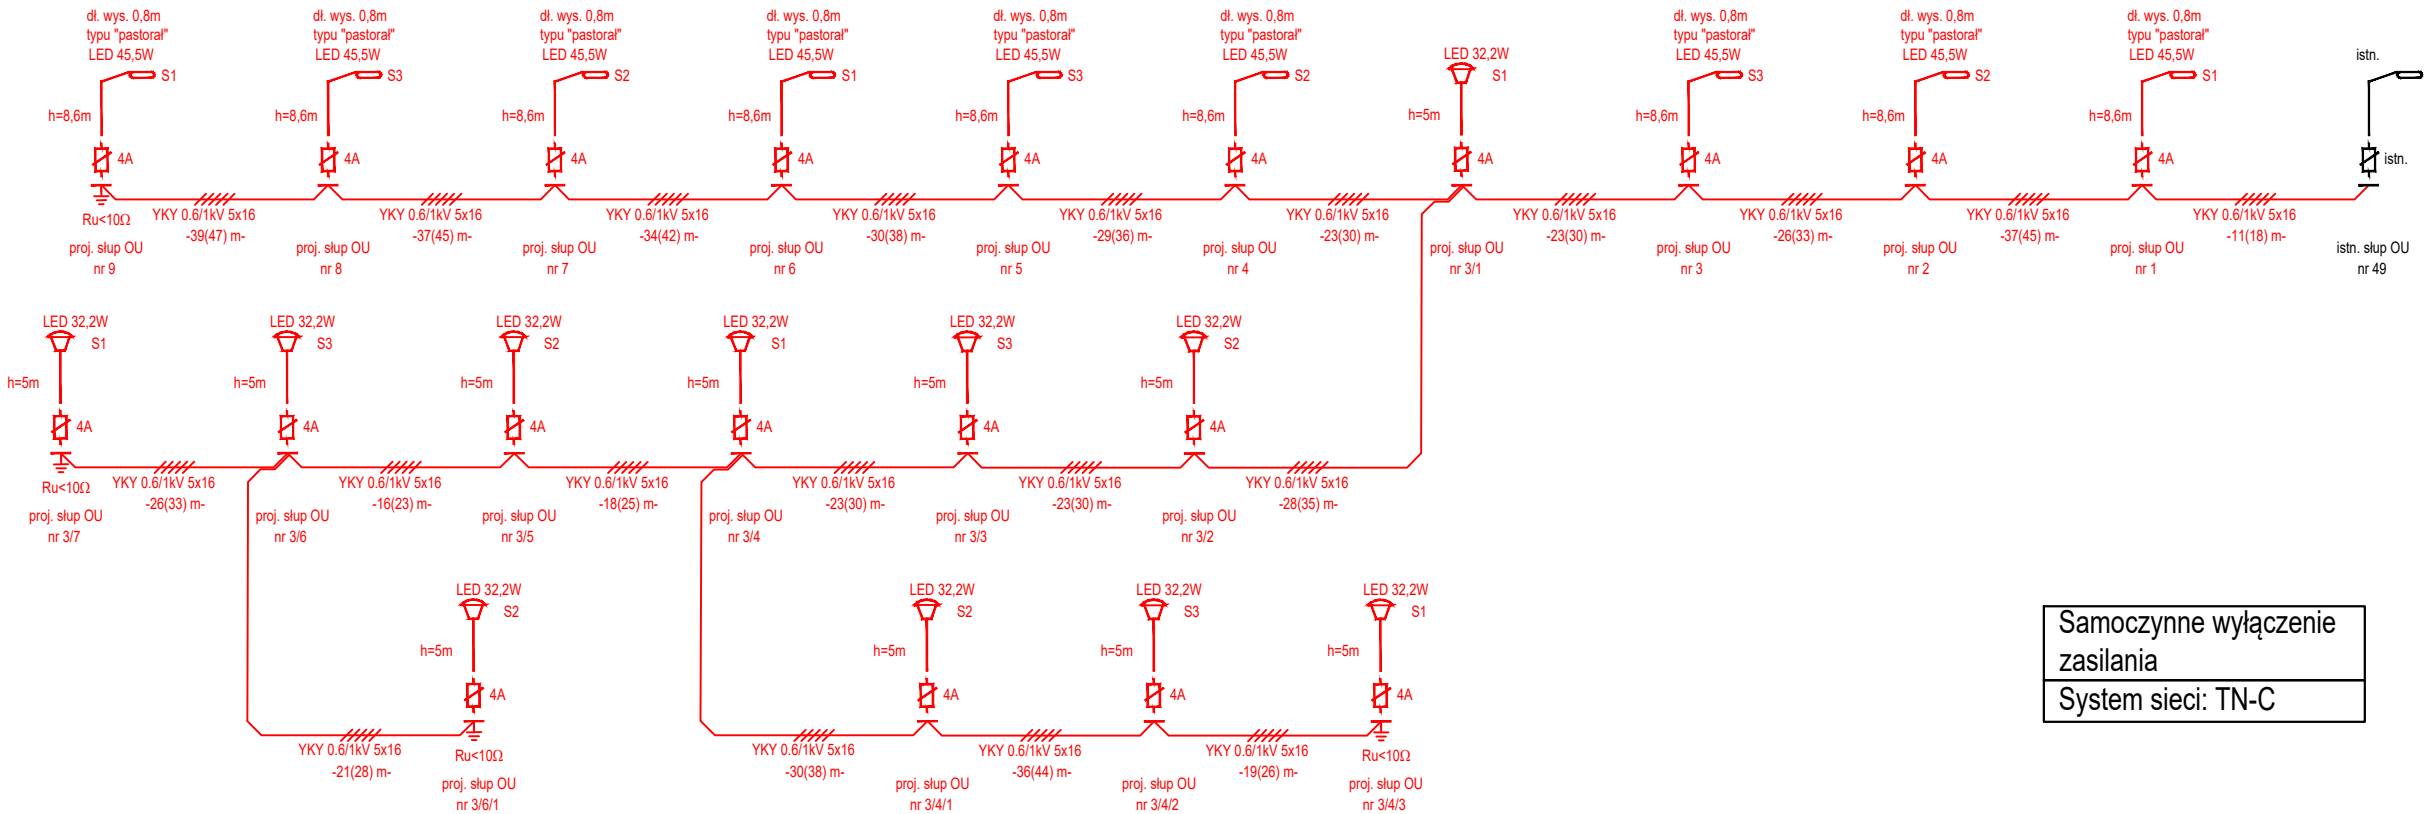 dł. wys. 0,8m
typu "pastorał"
LED 45,5W
S1
h=8,6m
4A
dł. wys. 0,8m
typu "pastorał"
LED 45,5W
S3
h=8,6m
4A
dł. wys. 0,8m
typu "pastorał"
LED 45,5W
S2
h=8,6m
4A
dł. wys. 0,8m
typu "pastorał"
LED 45,5W
S1
h=8,6m
4A
dł. wys. 0,8m
typu "pastorał"
LED 45,5W
S3
h=8,6m
4A
dł. wys. 0,8m
typu "pastorał"
LED 45,5W
S2
h=8,6m
4A
LED 32,2W
S1
h=5m
4A
dł. wys. 0,8m
typu "pastorał"
LED 45,5W
S3
h=8,6m
4A
dł. wys. 0,8m
typu "pastorał"
LED 45,5W
S2
h=8,6m
4A
dł. wys. 0,8m
typu "pastorał"
LED 45,5W
S1
h=8,6m
4A
istn.
istn.
Ru<10Ω
proj. słup OU
nr 9
YKY 0.6/1kV 5x16
-39(47) m-
proj. słup OU
nr 8
YKY 0.6/1kV 5x16
-37(45) m-
proj. słup OU
nr 7
YKY 0.6/1kV 5x16
-34(42) m-
proj. słup OU
nr 6
YKY 0.6/1kV 5x16
-30(38) m-
proj. słup OU
nr 5
YKY 0.6/1kV 5x16
-29(36) m-
proj. słup OU
nr 4
YKY 0.6/1kV 5x16
-23(30) m-
proj. słup OU
nr 3/1
YKY 0.6/1kV 5x16
-23(30) m-
proj. słup OU
nr 3
YKY 0.6/1kV 5x16
-26(33) m-
proj. słup OU
nr 2
YKY 0.6/1kV 5x16
-37(45) m-
proj. słup OU
nr 1
YKY 0.6/1kV 5x16
-11(18) m-
istn. słup OU
nr 49
LED 32,2W
S1
h=5m
4A
LED 32,2W
S3
h=5m
4A
LED 32,2W
S2
h=5m
4A
LED 32,2W
S1
h=5m
4A
LED 32,2W
S3
h=5m
4A
LED 32,2W
S2
h=5m
4A
Ru<10Ω
proj. słup OU
nr 3/7
YKY 0.6/1kV 5x16
-26(33) m-
proj. słup OU
nr 3/6
YKY 0.6/1kV 5x16
-16(23) m-
proj. słup OU
nr 3/5
YKY 0.6/1kV 5x16
-18(25) m-
proj. słup OU
nr 3/4
YKY 0.6/1kV 5x16
-23(30) m-
proj. słup OU
nr 3/3
YKY 0.6/1kV 5x16
-23(30) m-
proj. słup OU
nr 3/2
YKY 0.6/1kV 5x16
-28(35) m-
LED 32,2W
S2
h=5m
4A
LED 32,2W
S2
h=5m
4A
LED 32,2W
S3
h=5m
4A
LED 32,2W
S1
h=5m
4A
YKY 0.6/1kV 5x16
-21(28) m-
Ru<10Ω
proj. słup OU
nr 3/6/1
YKY 0.6/1kV 5x16
-30(38) m-
proj. słup OU
nr 3/4/1
YKY 0.6/1kV 5x16
-36(44) m-
proj. słup OU
nr 3/4/2
YKY 0.6/1kV 5x16
-19(26) m-
Ru<10Ω
proj. słup OU
nr 3/4/3
Samoczynne wyłączenie
zasilania
System sieci: TN-C